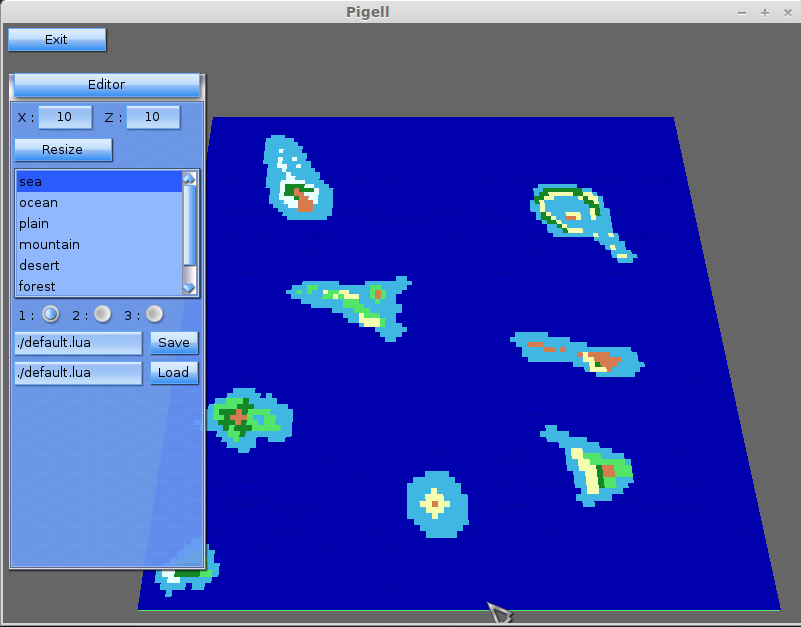 Pigell
Exit
Editor
X : 10 Z : 10
Resize
sea
ocean
plain
mountain
desert
forest
1 : 2 : 3 :
./default.lua Save
./default.lua Load